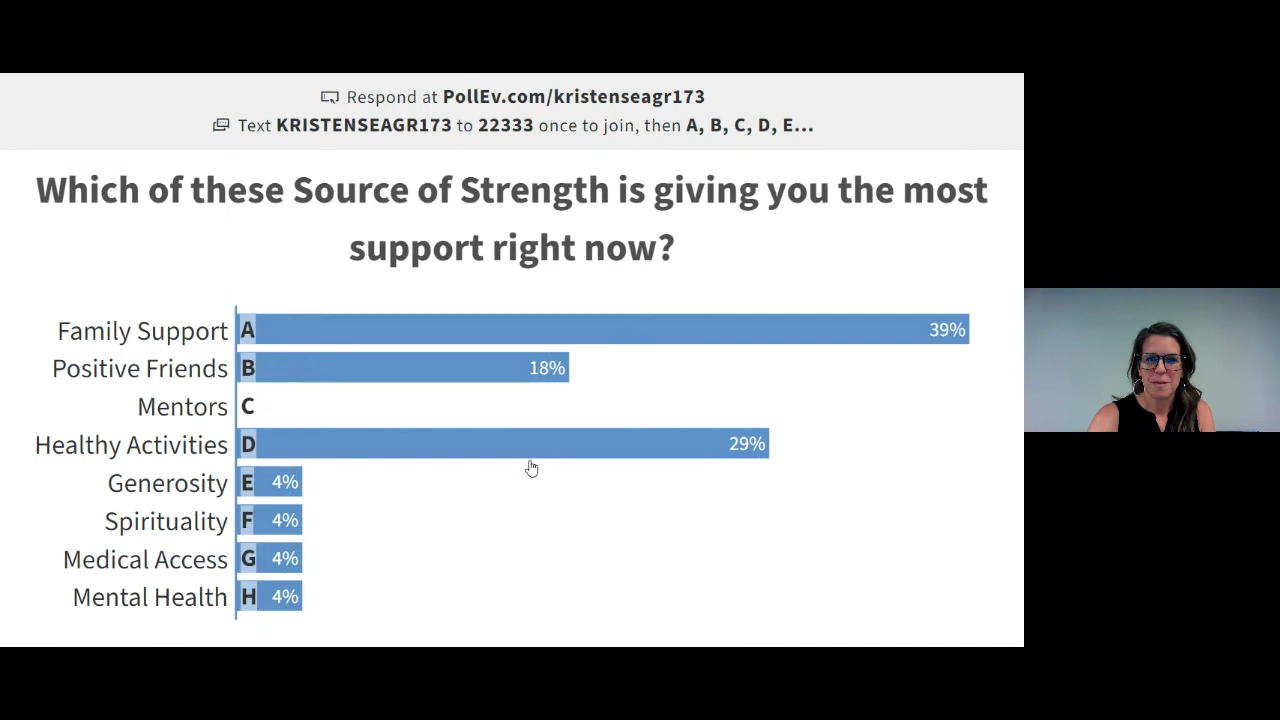 Respond at PollEv.com/kristenseagr173
Text KRISTENSEAGR173 to 22333 once to join, then A, B, C, D, E...
Which of these Source of Strength is giving you the most
support right now?
Family Support A 39%
Positive Friends B 18%
Mentors C
Healthy Activities D 29%
Generosity E 4%
Spirituality F 4%
Medical Access G 4%
Mental Health H 4%